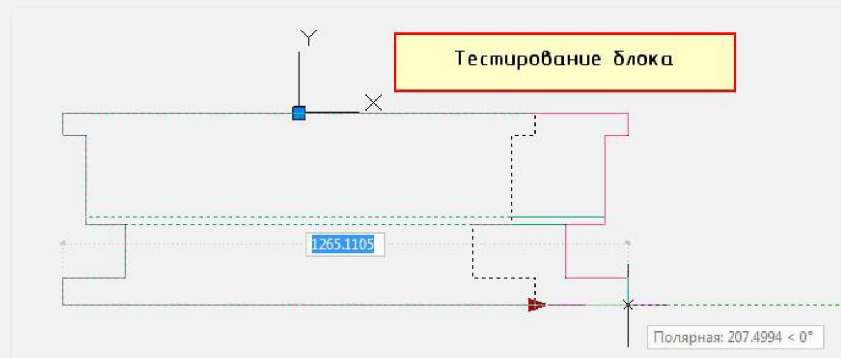 Y
Тестирование блока
X
1265.1105
Полярная: 207.4994 < 0°